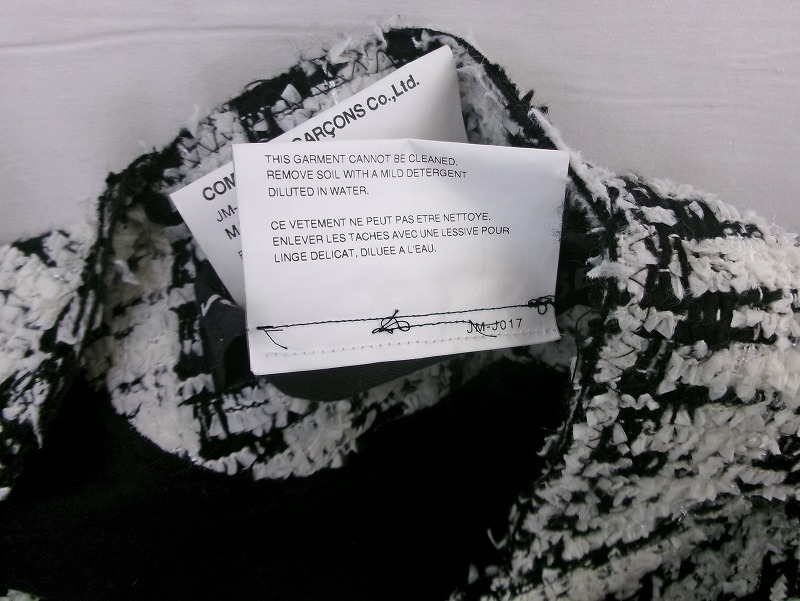 GARÇONS Co.,Ltd.
COM
JM-
M
THIS GARMENT CANNOT BE CLEANED.
REMOVE SOIL WITH A MILD DETERGENT
DILUTED IN WATER.
CE VETEMENT NE PEUT PAS ETRE NETTOYE.
ENLEVER LES TACHES AVEC UNE LESSIVE POUR
LINGE DELICAT, DILUEE A L'EAU.
JM-J017